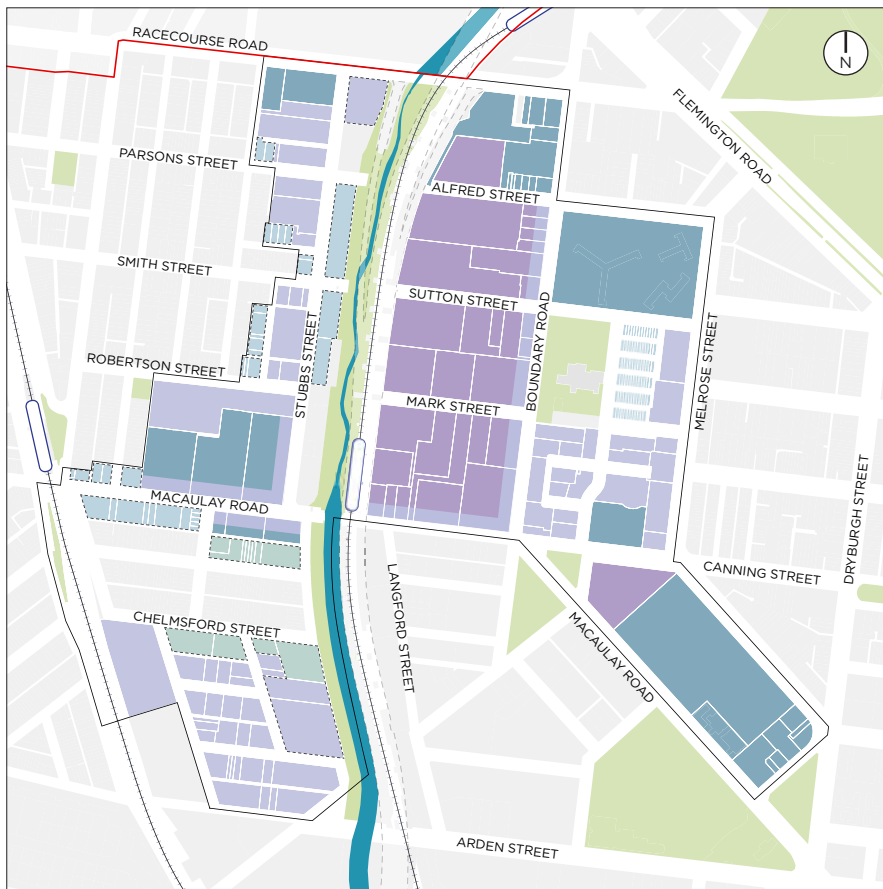 RACECOURSE ROAD
N
FLEMINGTON ROAD
PARSONS STREET
ALFRED STREET
SMITH STREET
SUTTON STREET
BOUNDARY ROAD
STUBBS STREET
MELROSE STREET
ROBERTSON STREET
MARK STREET
MACAULAY ROAD
DRYBURGH STREET
CANNING STREET
LANGFORD STREET
CHELMSFORD STREET
MACAULAY ROAD
ARDEN STREET